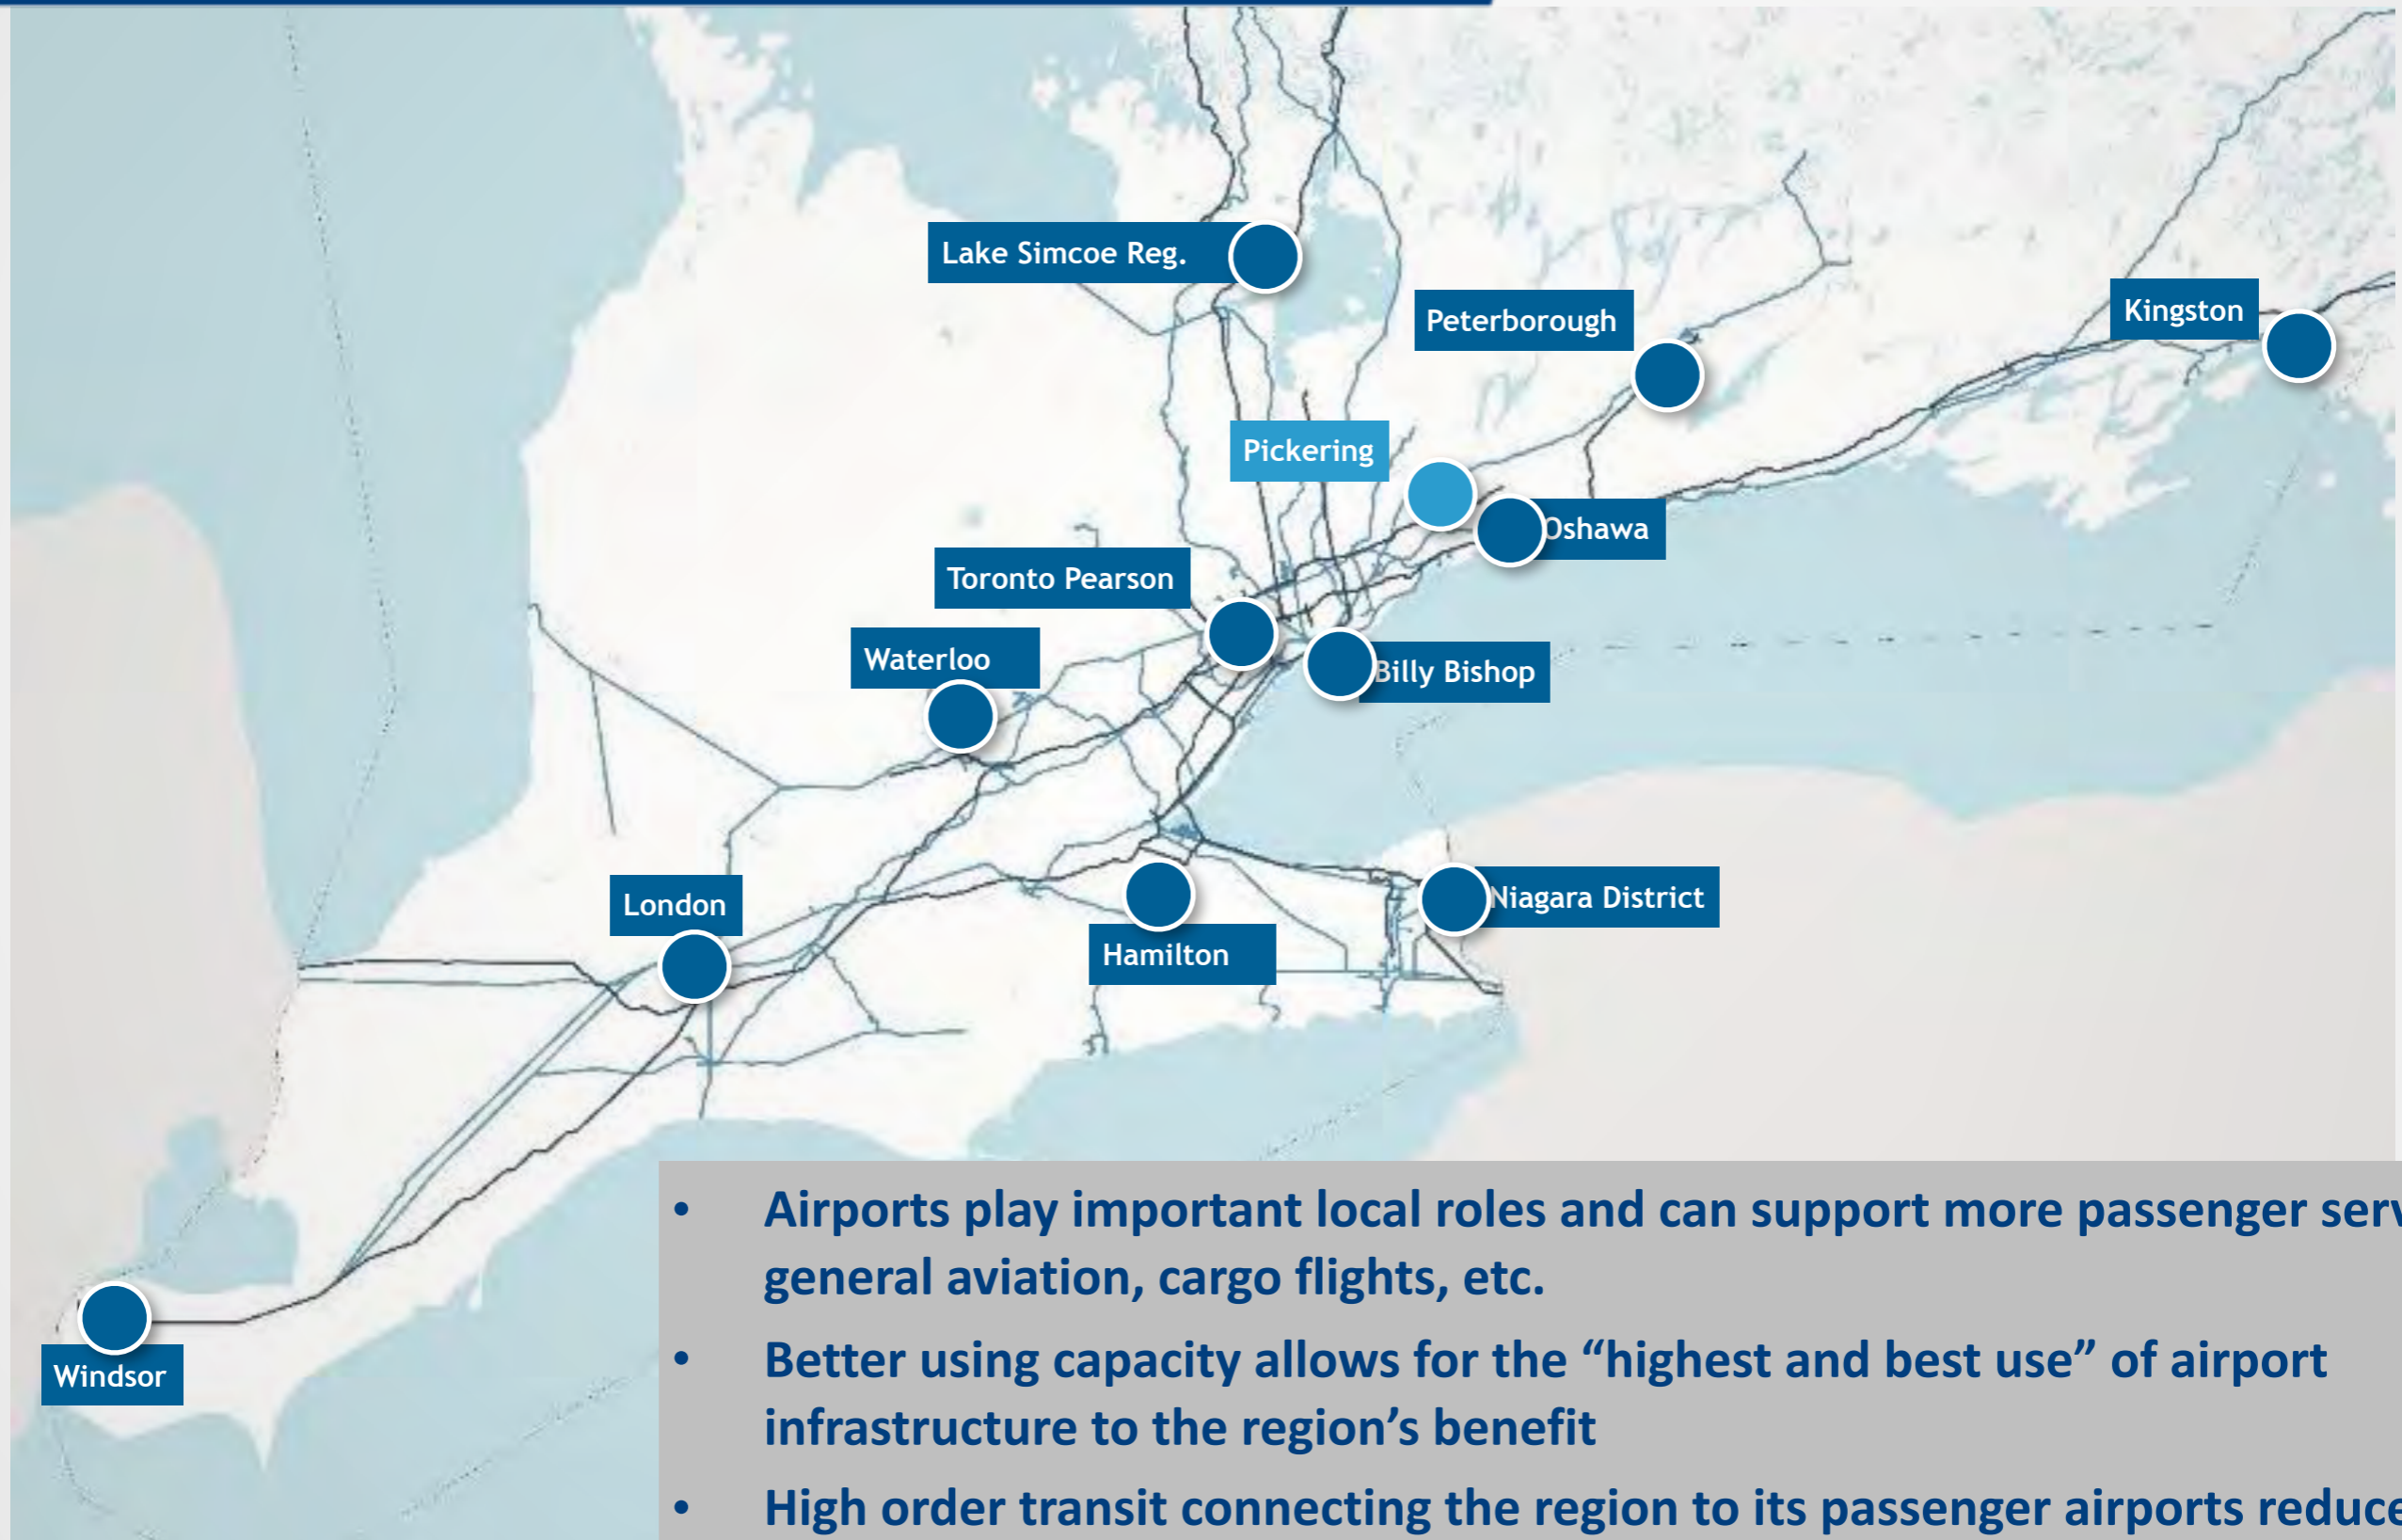 Lake Simcoe Reg.
Kingston
Peterborough
Pickering
Oshawa
Toronto Pearson
Waterloo
Billy Bishop
London
Niagara District
Hamilton
Windsor
• Airports play important local roles and can support more passenger
general aviation, cargo flights, etc.
• Better using capacity allows for the “highest and best use” of airport
infrastructure to the region’s benefit
• High order transit connecting the region to its passenger airports